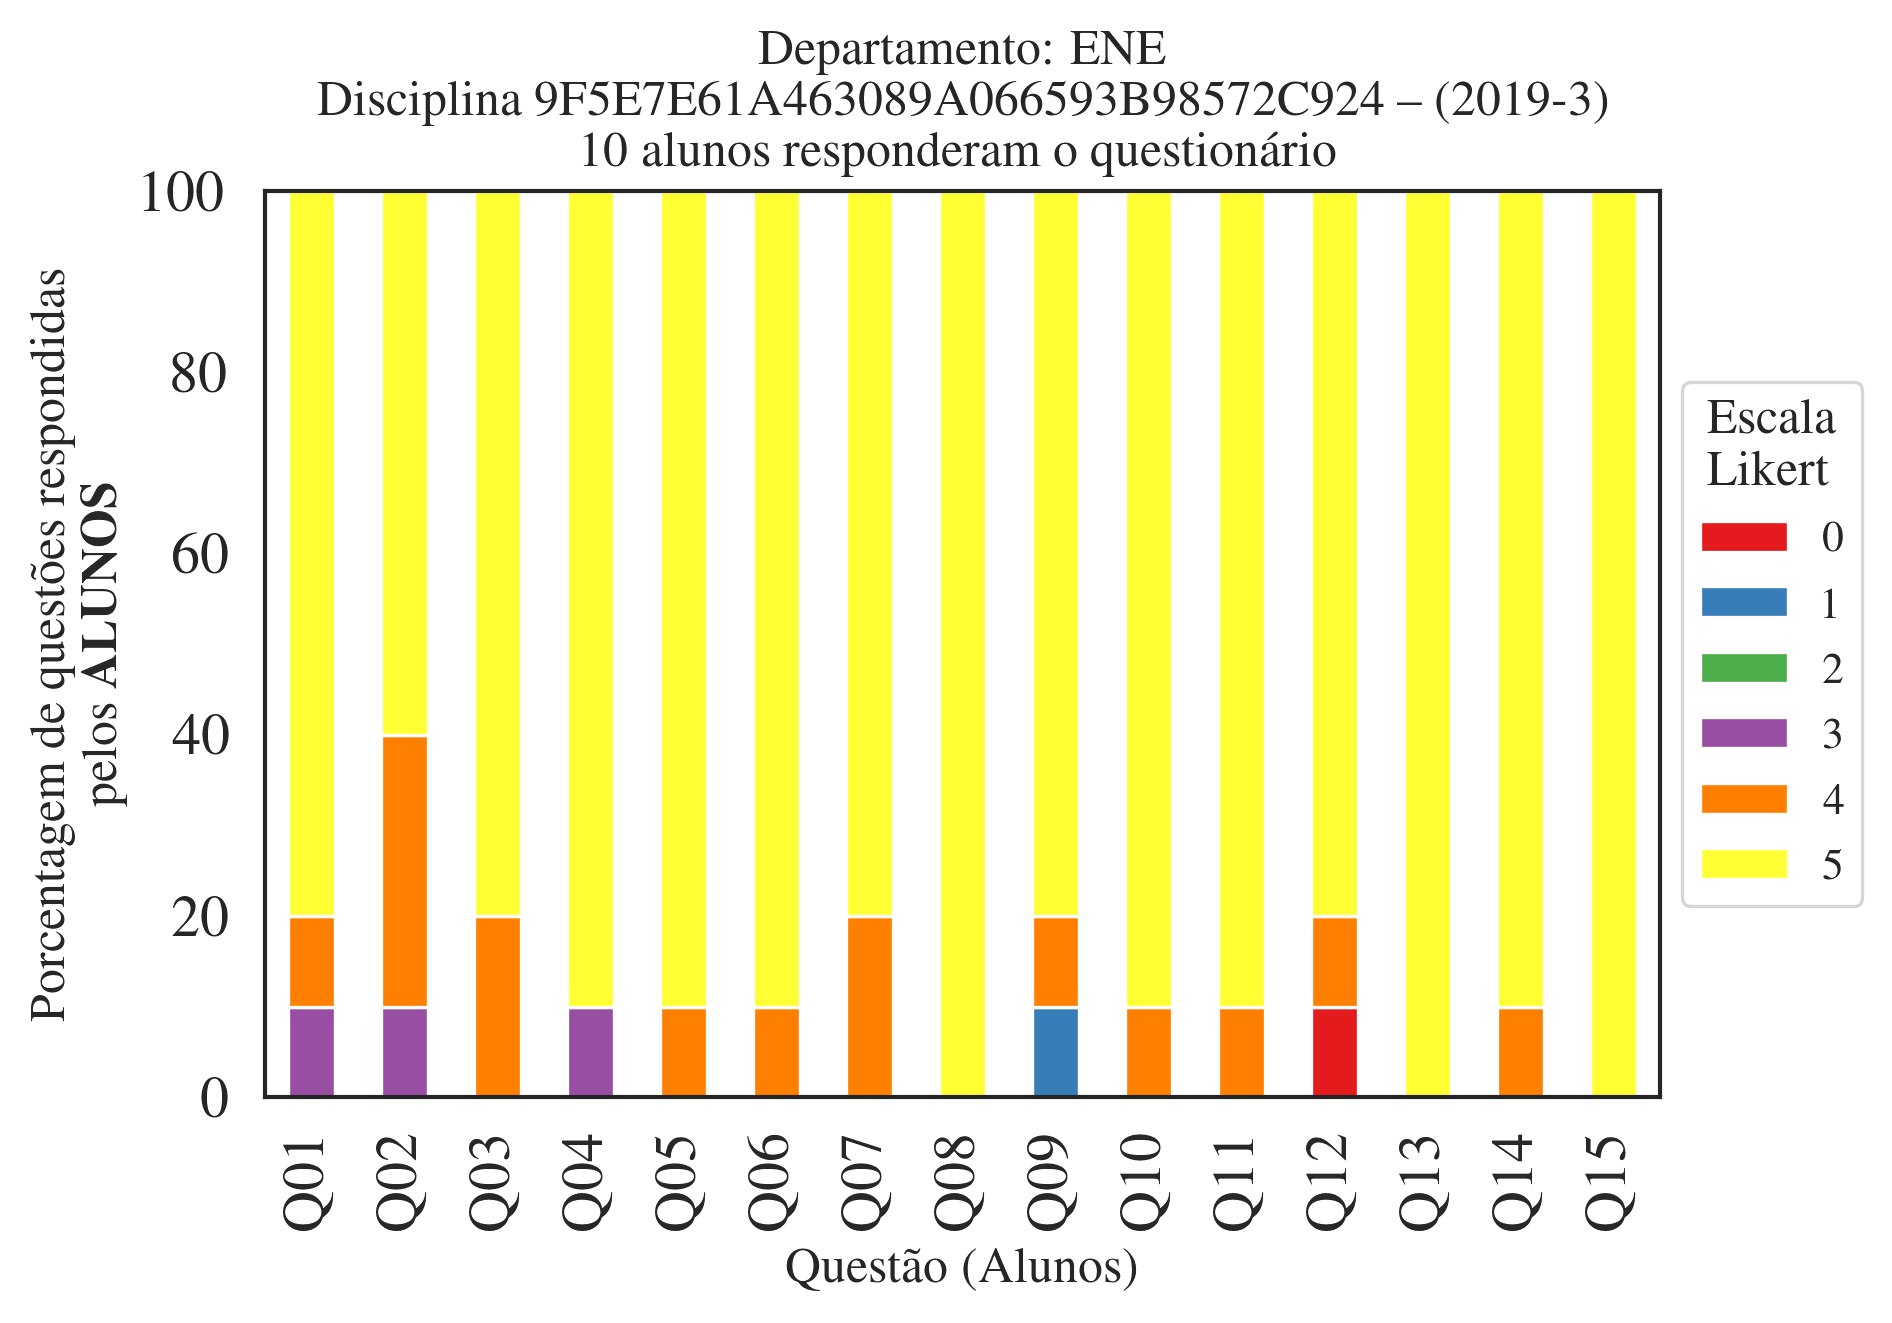 Departamento: ENE
Disciplina 9F5E7E61A463089A066593B98572C924 – (2019-3)
10 alunos responderam o questionário
Porcentagem de questões respondidas
pelos ALUNOS
100
80
60
40
20
0
Q01
Q02
Q03
Q04
Q05
Q06
Q07
Q08
Q09
Q10
Q11
Q12
Q13
Q14
Q15
Questão (Alunos)
Escala
Likert
0
1
2
3
4
5